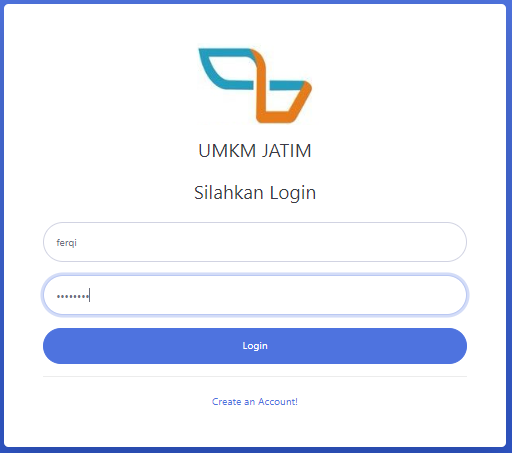 UMKM JATIM
Silahkan Login
ferqi
••••••••
Login
Create an Account!